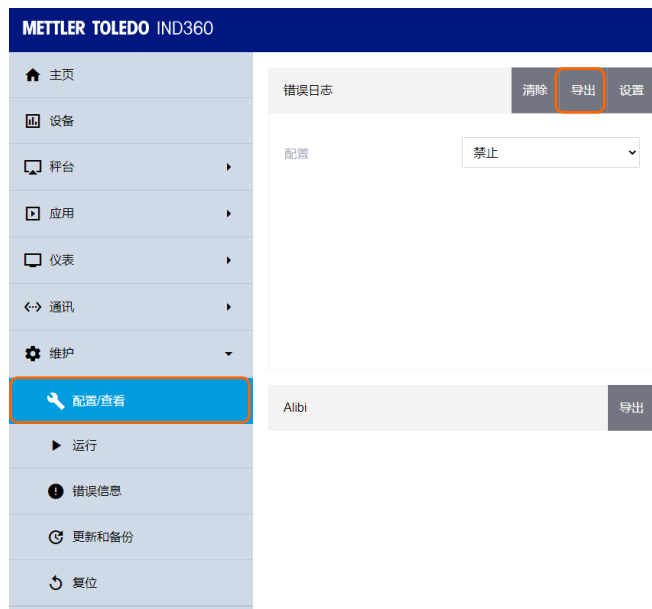 METTLER TOLEDO IND360
主页
设备
秤台
应用
仪表
通讯
维护
配置/查看
运行
错误信息
更新和备份
复位
错误日志 清除 导出 设置
配置 禁止
Alibi 导出